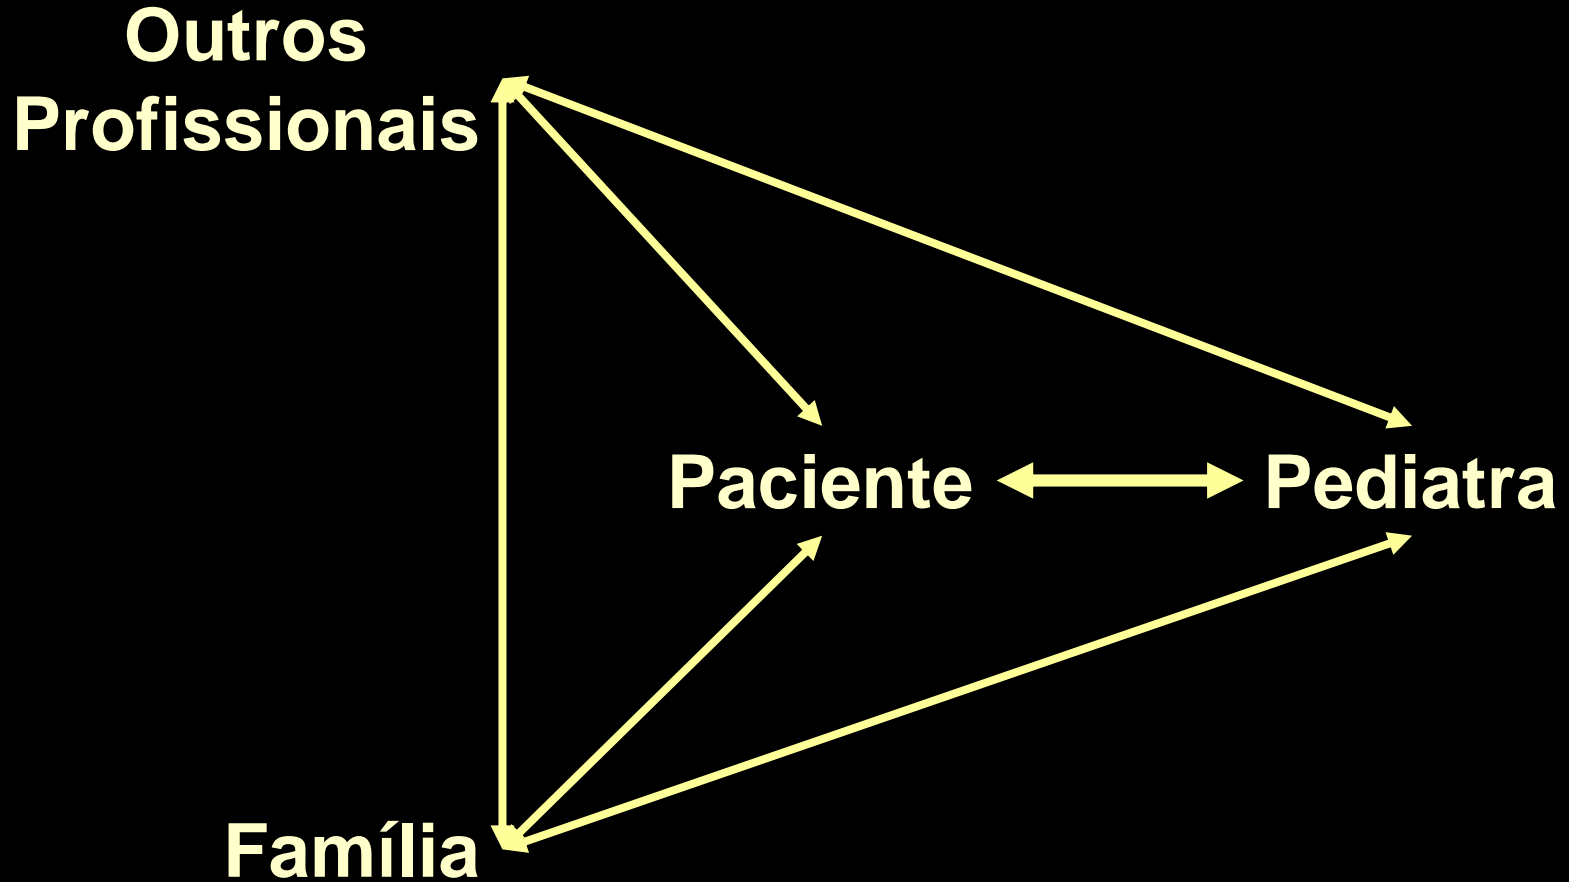 Outros
Profissionais
Paciente
Pediatra
Família